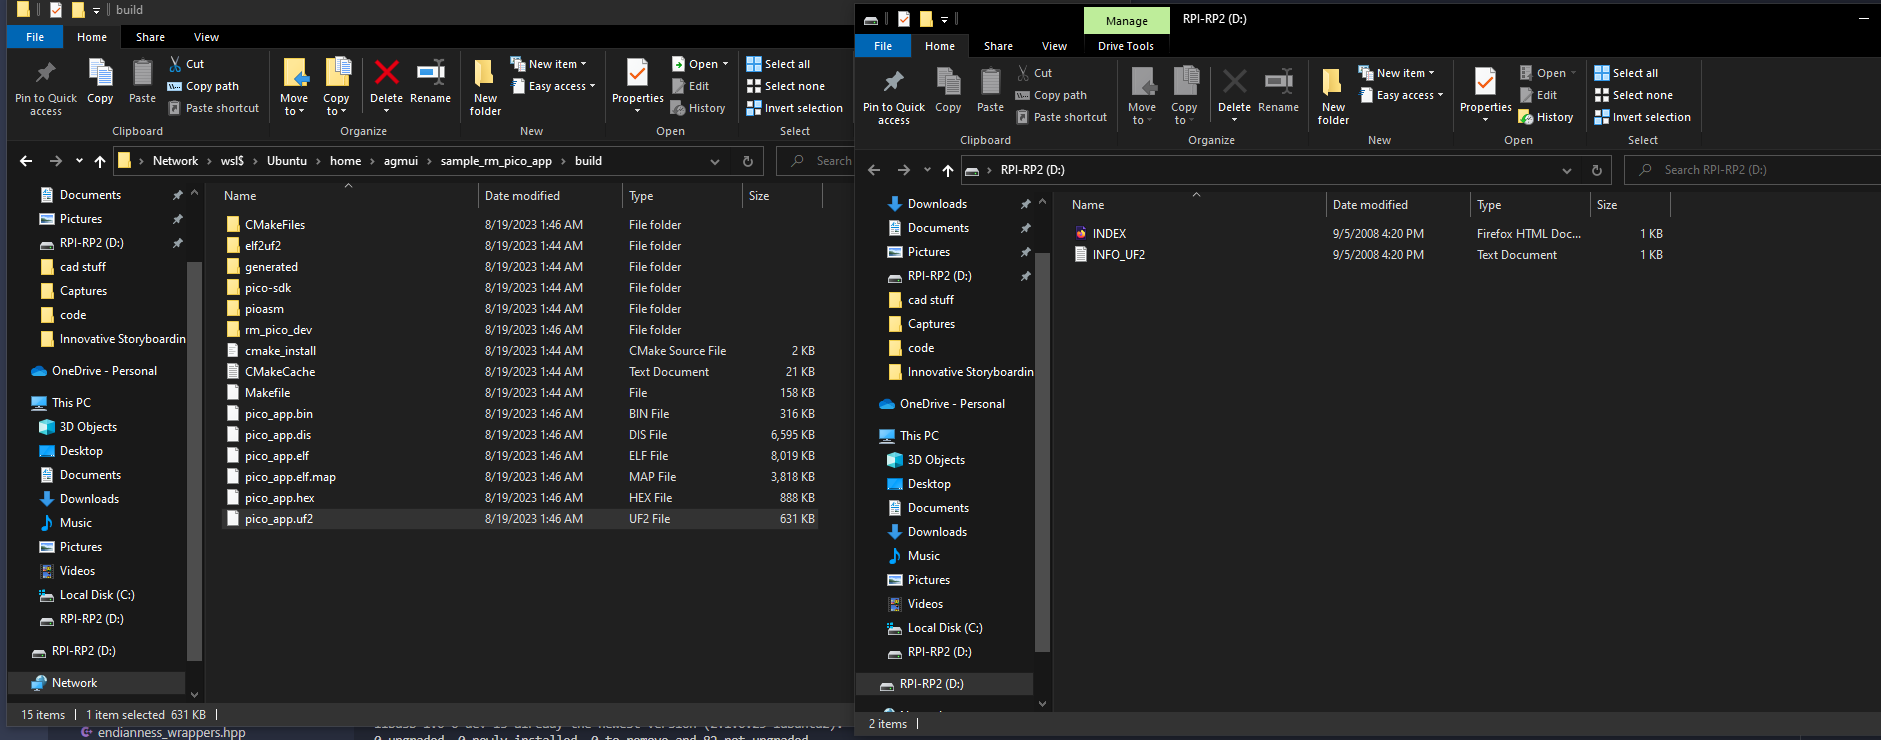 build
File Home Share View
Pin to Quick access
Copy
Paste
Cut
Copy path
Paste shortcut
Clipboard
Move to
Copy to
Delete
Rename
Organize
New folder
New item
Easy access
New
Properties
Open
Edit
History
Open
Select all
Select none
Invert selection
Select
Network wsl$ Ubuntu home agmui sample_rm_pico_app build
Search
Documents
Pictures
RPI-RP2 (D:)
cad stuff
Captures
code
Innovative Storyboardin
OneDrive - Personal
This PC
3D Objects
Desktop
Documents
Downloads
Music
Pictures
Videos
Local Disk (C:)
RPI-RP2 (D:)
RPI-RP2 (D:)
Network
Name Date modified Type Size
CMakeFiles 8/19/2023 1:46 AM File folder
elf2uf2 8/19/2023 1:44 AM File folder
generated 8/19/2023 1:44 AM File folder
pico-sdk 8/19/2023 1:44 AM File folder
pioasm 8/19/2023 1:44 AM File folder
rm_pico_dev 8/19/2023 1:46 AM File folder
cmake_install 8/19/2023 1:44 AM CMake Source File 2 KB
CMakeCache 8/19/2023 1:44 AM Text Document 21 KB
Makefile 8/19/2023 1:44 AM File 158 KB
pico_app.bin 8/19/2023 1:46 AM BIN File 316 KB
pico_app.dis 8/19/2023 1:46 AM DIS File 6,595 KB
pico_app.elf 8/19/2023 1:46 AM ELF File 8,019 KB
pico_app.elf.map 8/19/2023 1:46 AM MAP File 3,818 KB
pico_app.hex 8/19/2023 1:46 AM HEX File 888 KB
pico_app.uf2 8/19/2023 1:46 AM UF2 File 631 KB
15 items 1 item selected 631 KB
endianness_wrappers.hpp
0 upgraded, 0 newly installed, 0 to remove and 82 not upgraded
Manage RPI-RP2 (D:)
File Home Share View Drive Tools
Pin to Quick access
Copy
Paste
Cut
Copy path
Paste shortcut
Clipboard
Move to
Copy to
Delete
Rename
Organize
New folder
New item
Easy access
New
Properties
Open
Edit
History
Open
Select all
Select none
Invert selection
Select
RPI-RP2 (D:)
Search RPI-RP2 (D:)
Downloads
Documents
Pictures
RPI-RP2 (D:)
cad stuff
Captures
code
Innovative Storyboardin
OneDrive - Personal
This PC
3D Objects
Desktop
Documents
Downloads
Music
Pictures
Videos
Local Disk (C:)
RPI-RP2 (D:)
RPI-RP2 (D:)
Name Date modified Type Size
INDEX 9/5/2008 4:20 PM Firefox HTML Doc... 1 KB
INFO_UF2 9/5/2008 4:20 PM Text Document 1 KB
2 items